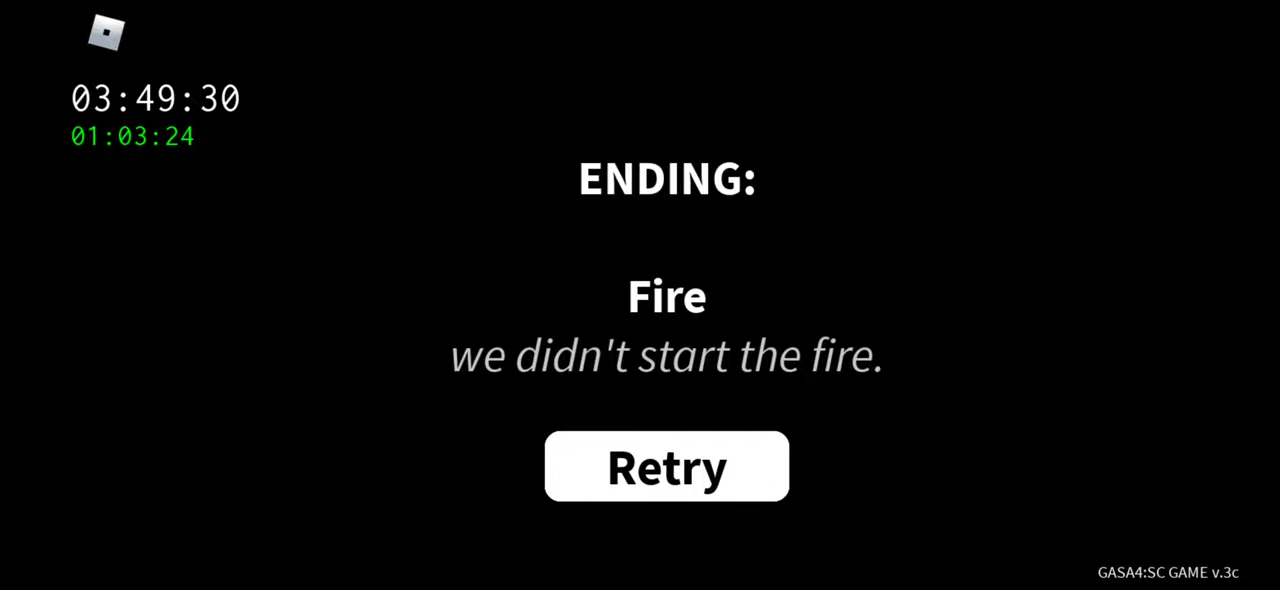 03:49:30
01:03:24
ENDING:
Fire
we didn't start the fire.
Retry
GASA4:SC GAME v.3c